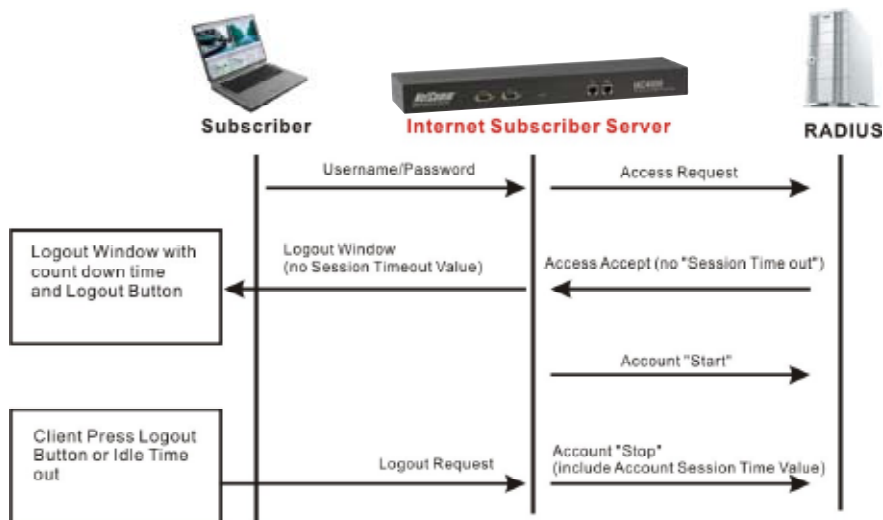 Subscriber
Internet Subscriber Server
RADIUS
Username/Password
Access Request
Logout Window with
count down time
and Logout Button
Logout Window
(no Session Timeout Value)
Access Accept (no "Session Time out")
Account "Start"
Client Press Logout
Button or Idle Time
out
Logout Request
Account "Stop"
(include Account Session Time Value)